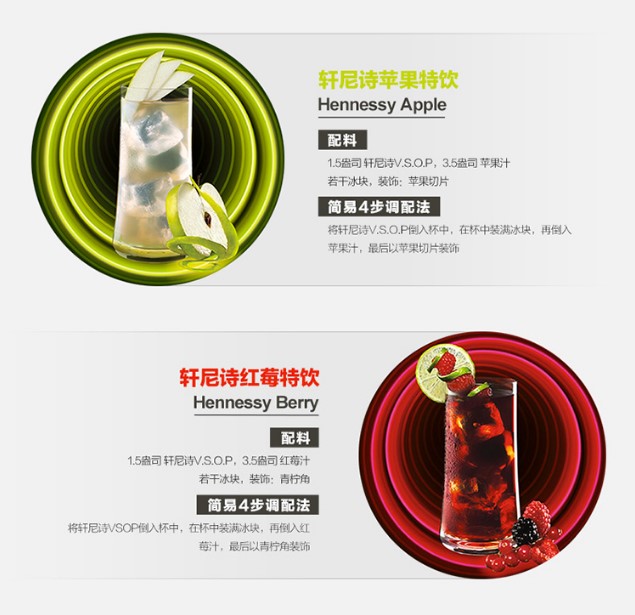 轩尼诗苹果特饮
Hennessy Apple
配料
1.5盎司 轩尼诗V.S.O.P，3.5盎司 苹果汁
若干冰块，装饰：苹果切片
简易4步调配法
将轩尼诗V.S.O.P倒入杯中，在杯中装满冰块，再倒入
苹果汁，最后以苹果切片装饰
轩尼诗红莓特饮
Hennessy Berry
配料
1.5盎司 轩尼诗V.S.O.P，3.5盎司 红莓汁
若干冰块，装饰：青柠角
简易4步调配法
将轩尼诗VSOP倒入杯中，在杯中装满冰块，再倒入红
莓汁，最后以青柠角装饰